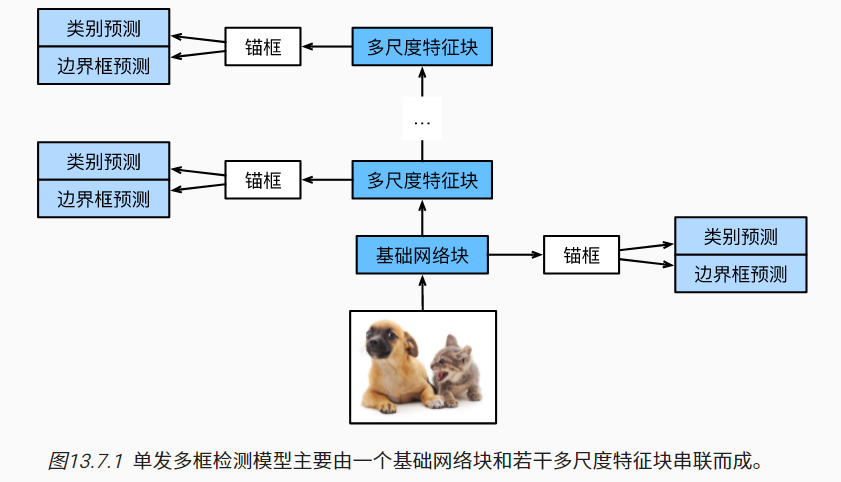 类别预测
边界框预测
锚框
多尺度特征块
...
类别预测
边界框预测
锚框
多尺度特征块
基础网络块
锚框
类别预测
边界框预测
图13.7.1 单发多框检测模型主要由一个基础网络块和若干多尺度特征块串联而成。